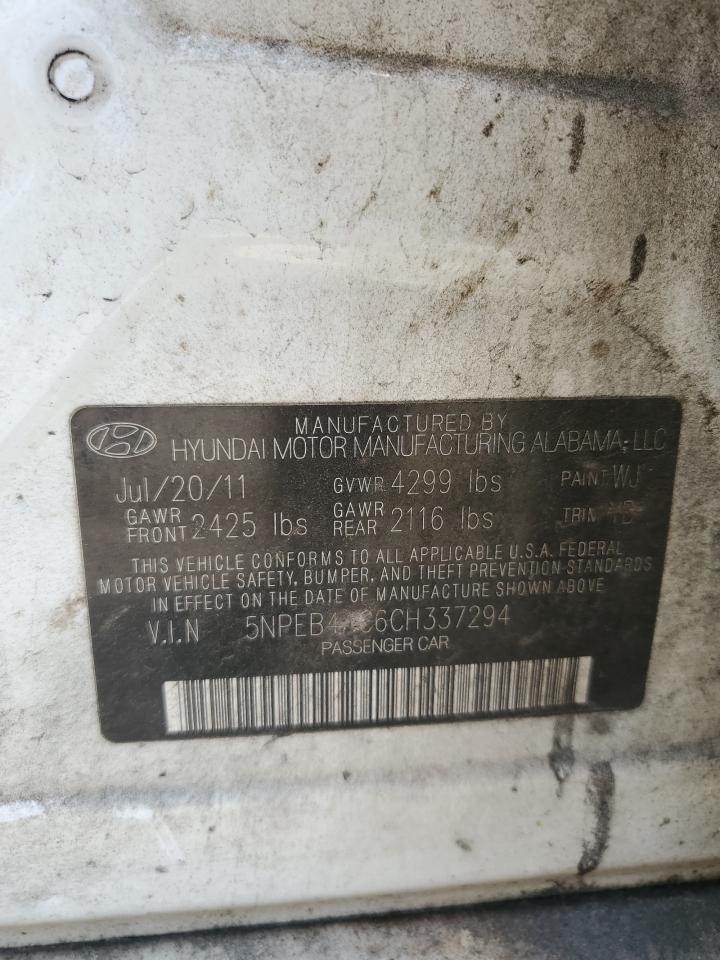 MANUFACTURED BY
HYUNDAI MOTOR MANUFACTURING ALABAMA, LLC
Jul/20/11 GVWR 4299 lbs PAINT WJ
GAWR FRONT 2425 lbs GAWR REAR 2116 lbs TRIM
THIS VEHICLE CONFORMS TO ALL APPLICABLE U.S.A. FEDERAL
MOTOR VEHICLE SAFETY, BUMPER, AND THEFT PREVENTION STANDARDS
IN EFFECT ON THE DATE OF MANUFACTURE SHOWN ABOVE
V.I.N
PASSENGER CAR